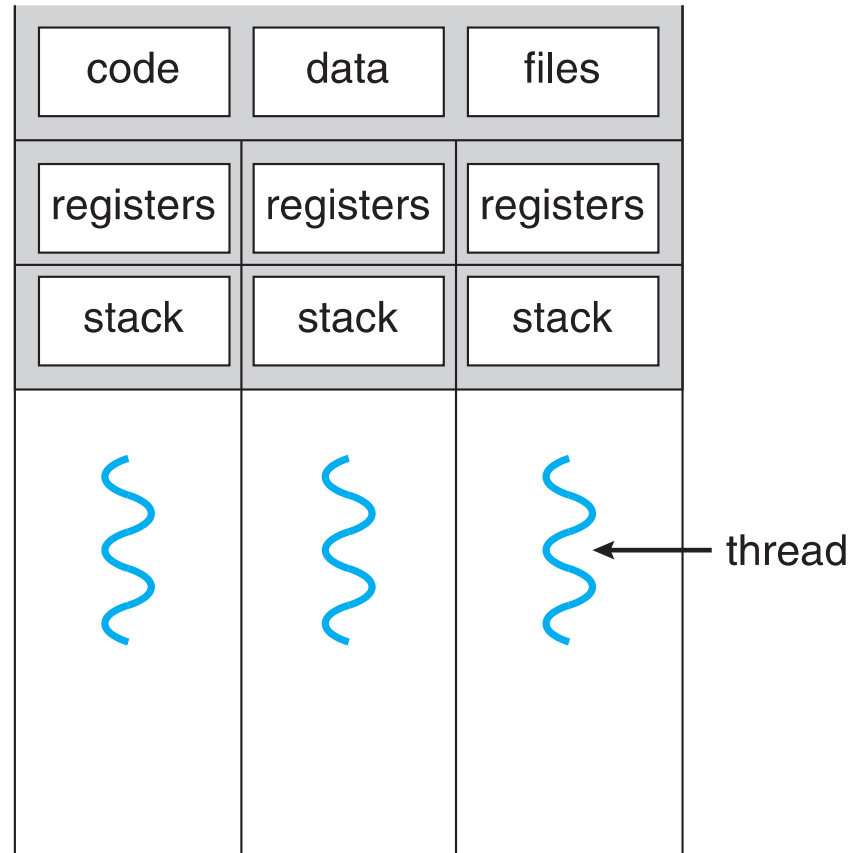 code data files
registers registers registers
stack stack stack
thread